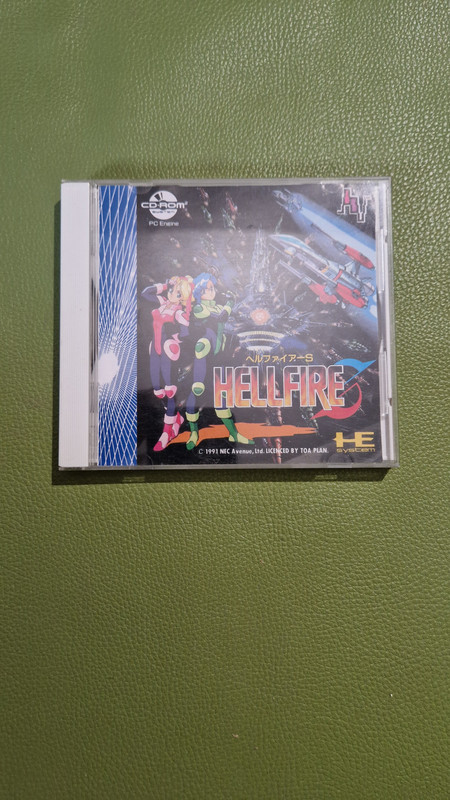 CD-ROM²
PC Engine
ヘルファイアーS
HELLFIRE S
C 1991 NEC Avenue, Ltd. LICENCED BY TOA PLAN.
HE
system